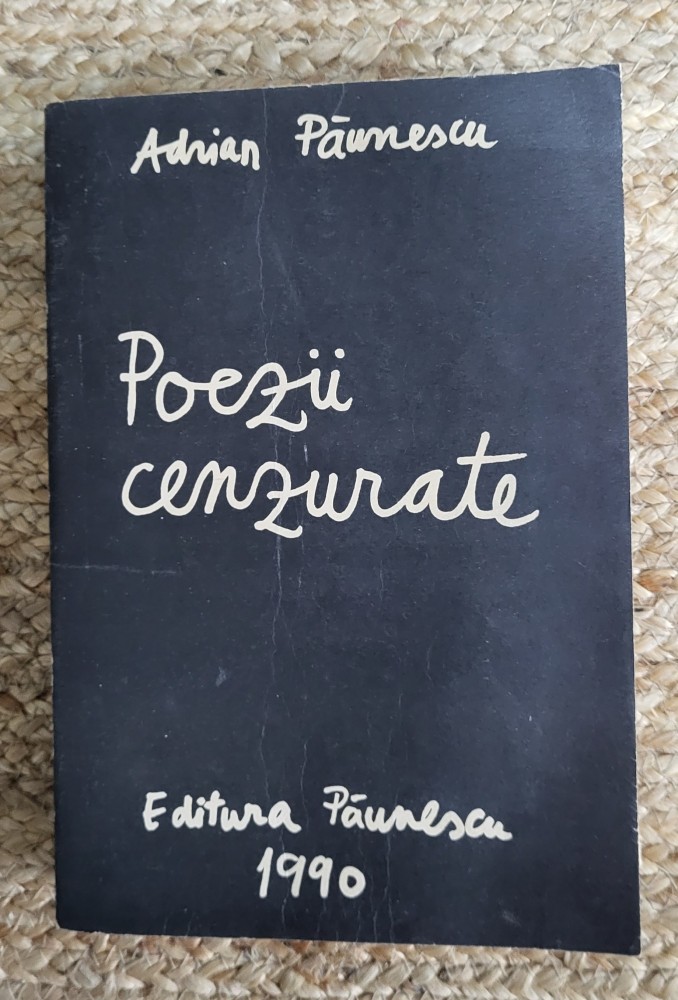 Adrian Păunescu
Poezii
cenzurate
Editura Păunescu
1990